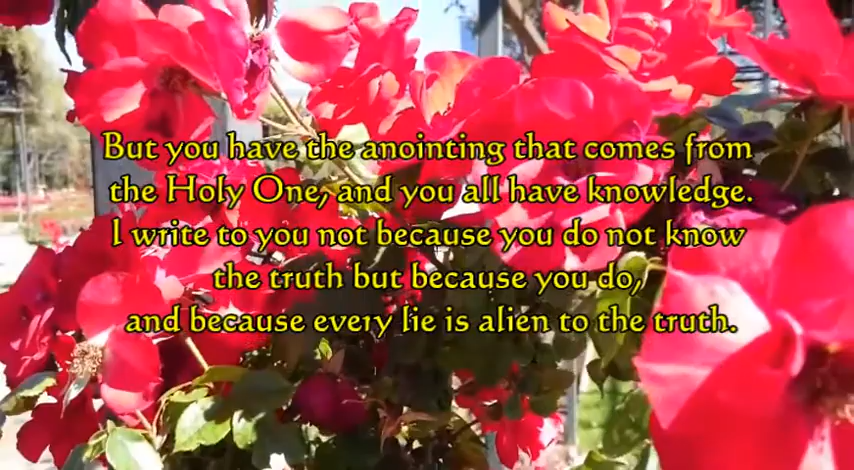 But you have the anointing that comes from
the Holy One, and you all have knowledge.
I write to you not because you do not know
the truth but because you do,
and because every lie is alien to the truth.